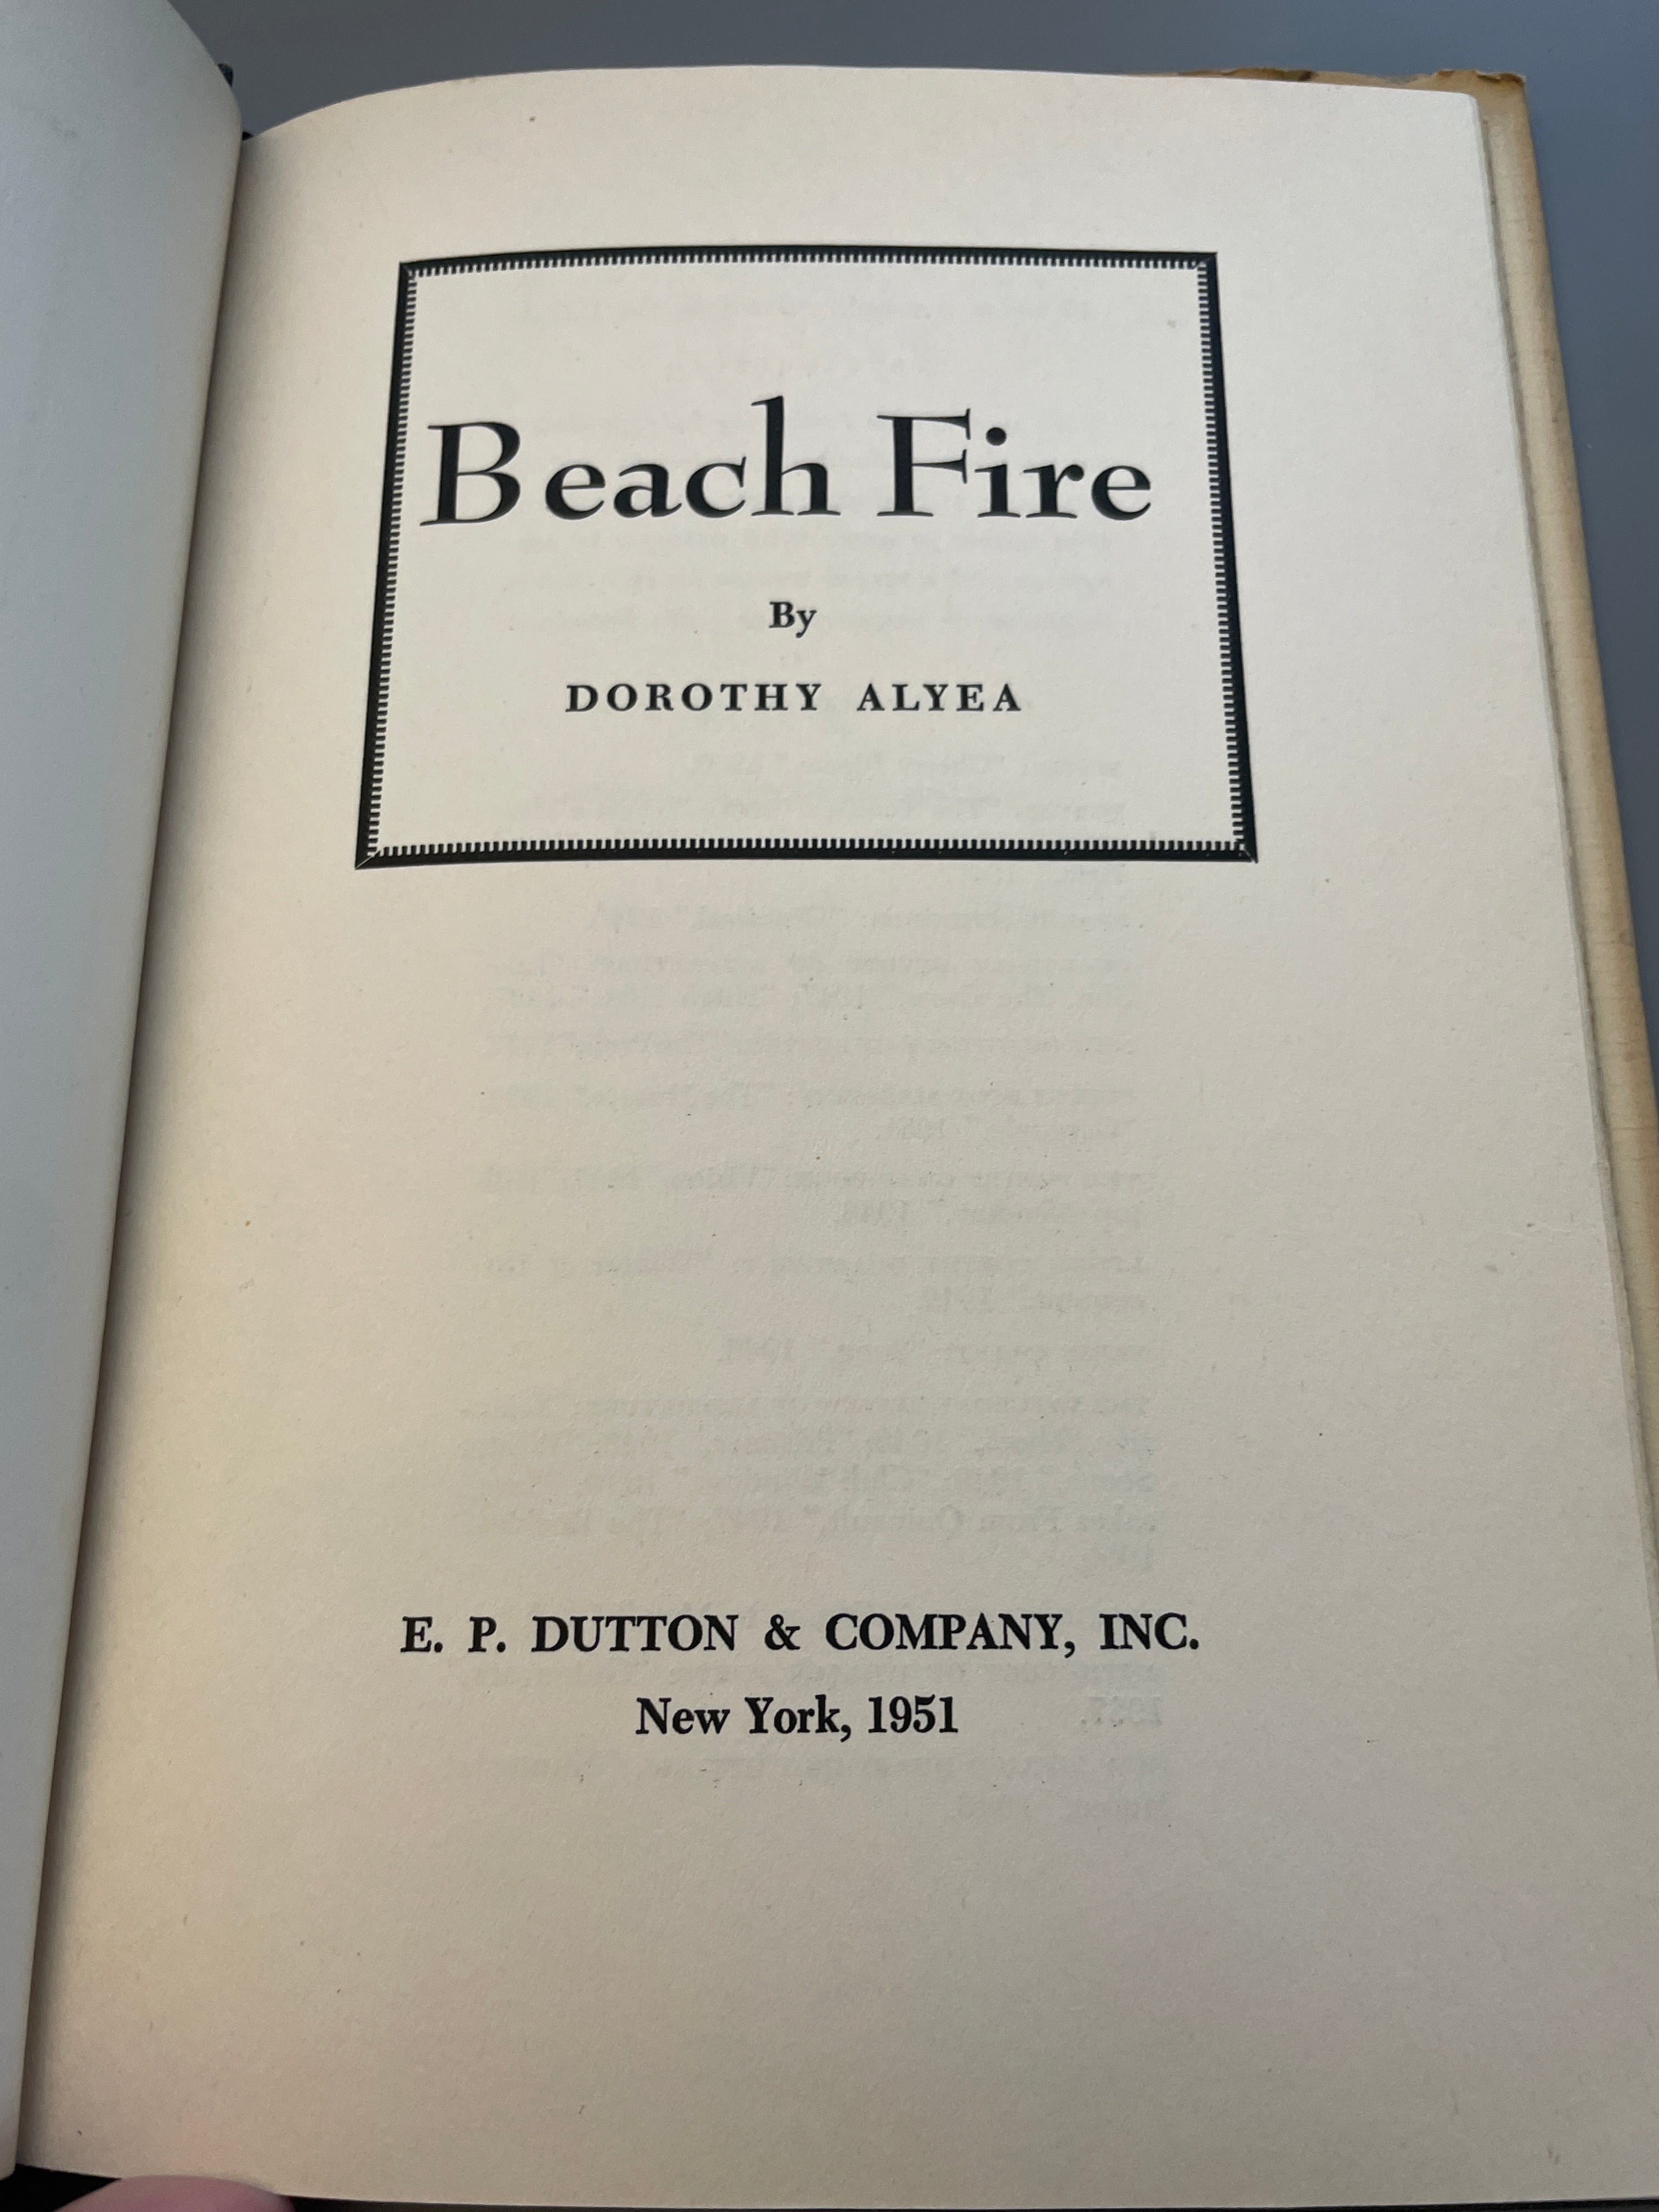 Beach Fire
By
DOROTHY ALYEA
E. P. DUTTON & COMPANY, INC.
New York, 1951